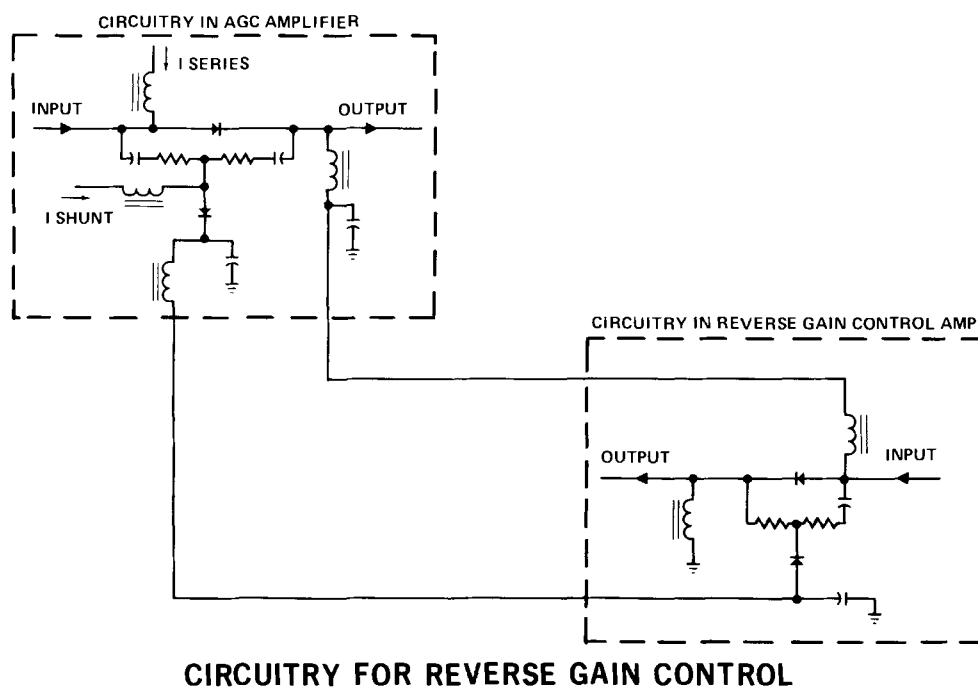 CIRCUITRY IN AGC AMPLIFIER
I SERIES
INPUT
OUTPUT
I SHUNT
CIRCUITRY IN REVERSE GAIN CONTROL AMP
OUTPUT
INPUT
CIRCUITRY FOR REVERSE GAIN CONTROL